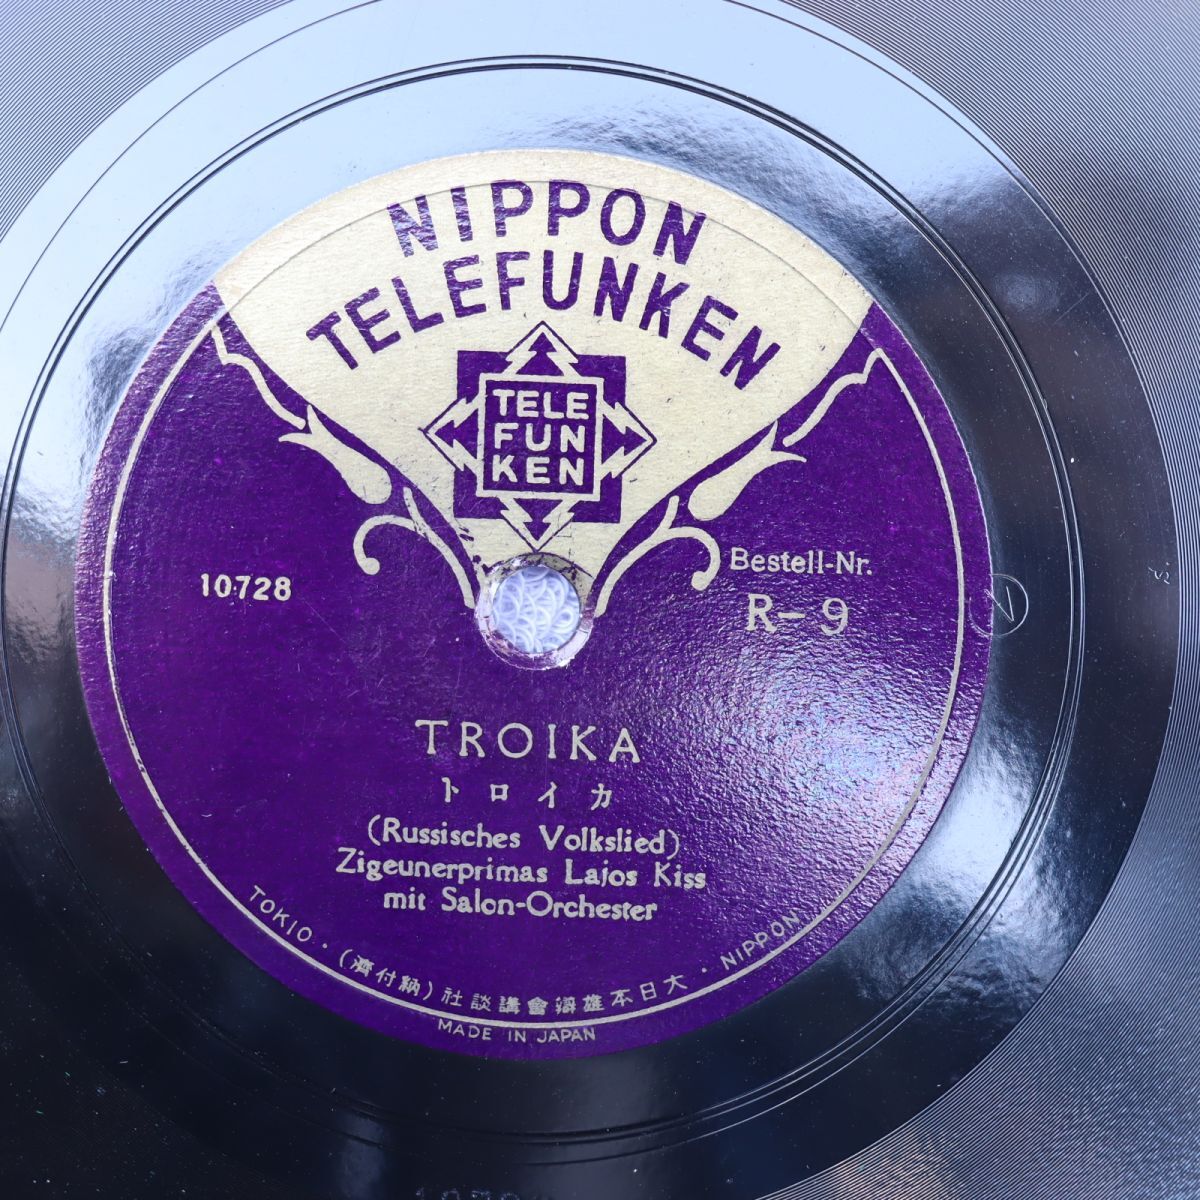 NIPPON
TELEFUNKEN
TELE
FUN
KEN
10728
Bestell-Nr.
R-9
TROIKA
トロイカ
(Russisches Volkslied)
Zigeunerprimas Lajos Kiss
mit Salon-Orchester
TOKIO · (濟付納) 社談講會辯雄本日大 · NIPPON
MADE IN JAPAN